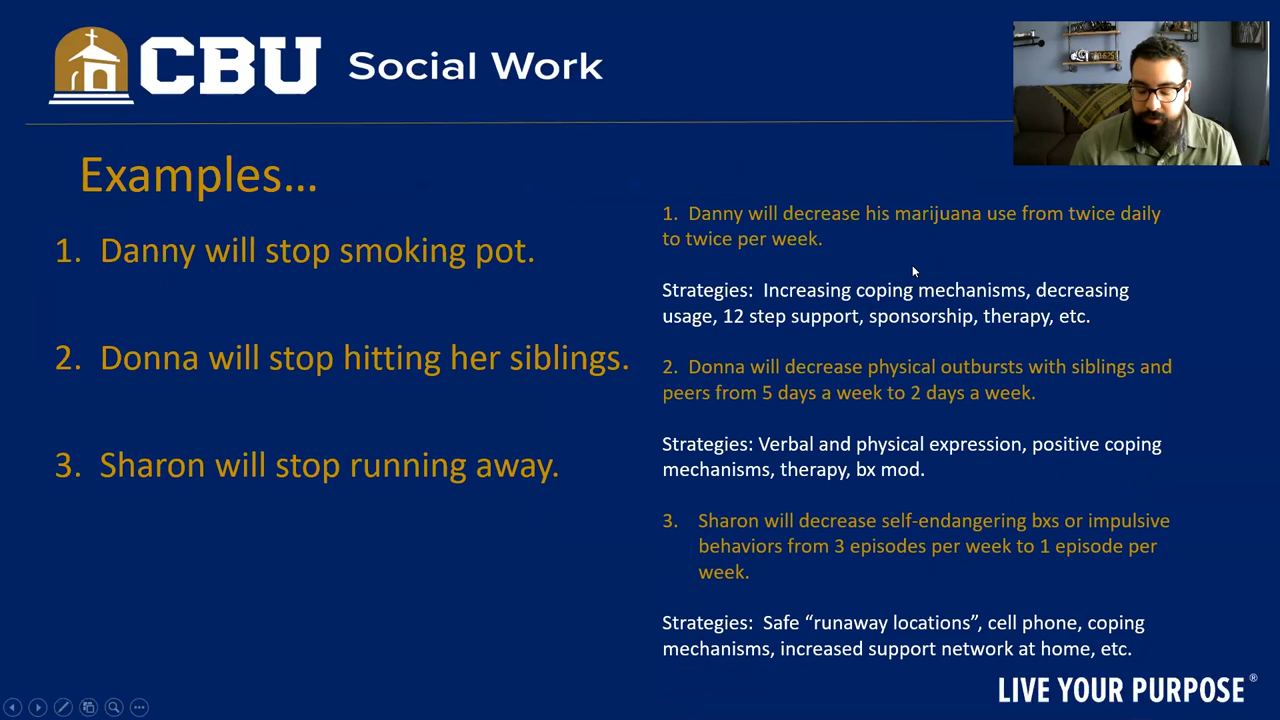 CBU Social Work
Examples…
1. Danny will stop smoking pot.
2. Donna will stop hitting her siblings.
3. Sharon will stop running away.
1. Danny will decrease his marijuana use from twice daily
to twice per week.
Strategies: Increasing coping mechanisms, decreasing
usage, 12 step support, sponsorship, therapy, etc.
2. Donna will decrease physical outbursts with siblings and
peers from 5 days a week to 2 days a week.
Strategies: Verbal and physical expression, positive coping
mechanisms, therapy, bx mod.
3. Sharon will decrease self-endangering bxs or impulsive
behaviors from 3 episodes per week to 1 episode per
week.
Strategies: Safe “runaway locations”, cell phone, coping
mechanisms, increased support network at home, etc.
LIVE YOUR PURPOSE®